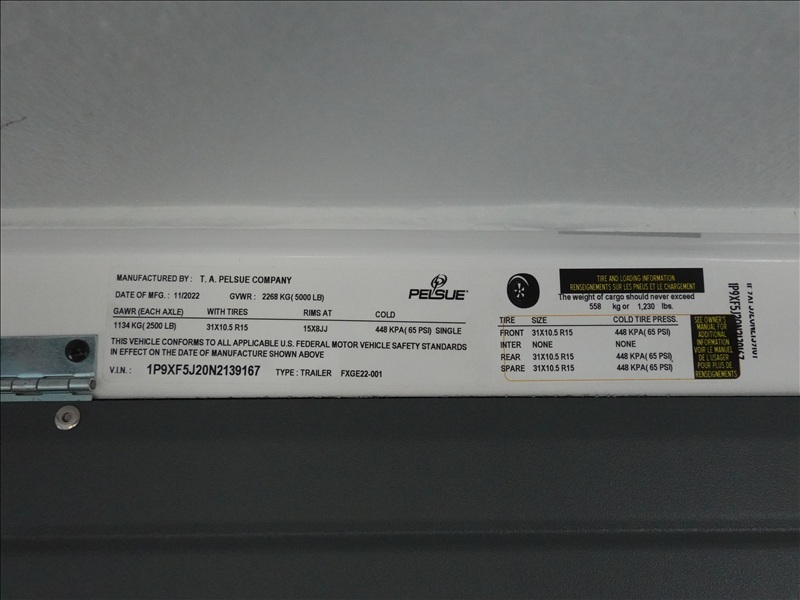 MANUFACTURED BY : T. A. PELSUE COMPANY
DATE OF MFG. : 11/2022 GVWR : 2268 KG( 5000 LB)
PELSUE
GAWR (EACH AXLE) WITH TIRES RIMS AT COLD
1134 KG( 2500 LB) 31X10.5 R15 15X8JJ 448 KPA( 65 PSI) SINGLE
THIS VEHICLE CONFORMS TO ALL APPLICABLE U.S. FEDERAL MOTOR VEHICLE SAFETY STANDARDS
IN EFFECT ON THE DATE OF MANUFACTURE SHOWN ABOVE
V.I.N. : 1P9XF5J20N2139167 TYPE : TRAILER FXGE22-001
TIRE AND LOADING INFORMATION
RENSEIGNEMENTS SUR LES PNEUS ET LE CHARGEMENT
The weight of cargo should never exceed
558 kg or 1,230 lbs.
TIRE SIZE COLD TIRE PRESS.
FRONT 31X10.5 R15 448 KPA( 65 PSI)
INTER NONE NONE
REAR 31X10.5 R15 448 KPA( 65 PSI)
SPARE 31X10.5 R15 448 KPA( 65 PSI)
SEE OWNER'S
MANUAL FOR
ADDITIONAL
INFORMATION
VOIR LE MANUEL
DE L'USAGER
POUR PLUS DE
RENSEIGNEMENTS